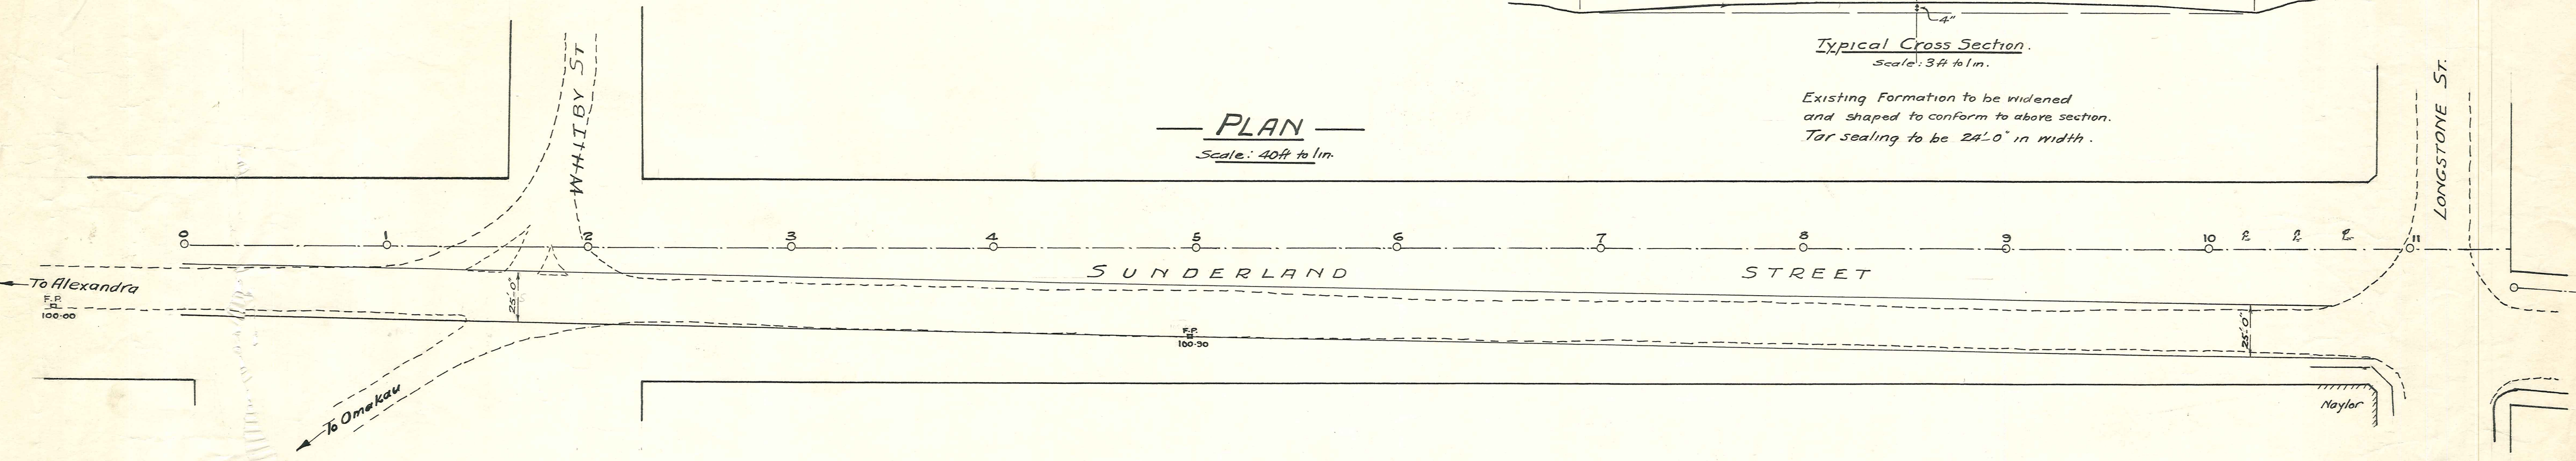 4"
Typical Cross Section.
Scale: 3ft to 1in.
Existing Formation to be widened
and shaped to conform to above section.
Tar sealing to be 24'-0" in width.
PLAN
Scale: 40ft to 1in.
WHITBY ST
LONGSTONE ST.
0 1 2 3 4 5 6 7 8 9 10 11
SUNDERLAND STREET
To Alexandra
F.P.
100-00
25'-0"
F.P.
100-90
25'-0"
To Omakau
Naylor